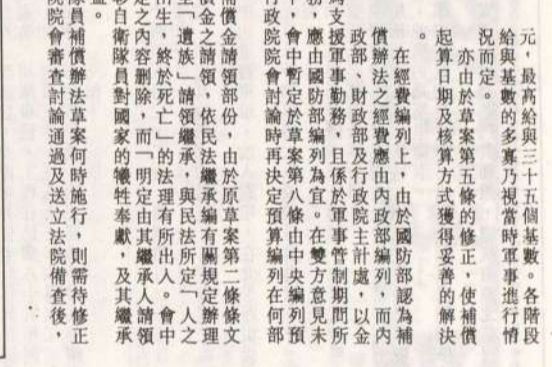 元，最高給與三十五個基數。各階段
給與基數的多寡乃視當時軍事進行情
況而定。
亦由於草案第五條的修正，使補償
起算日期及核算方式獲得妥善的解決
。
在經費編列上，由於國防部認為補
償辦法之經費應由內政部編列，而內
政部、財政部及行政院主計處，以金
為支援軍事勤務，且係於軍事管制期間所
務，應由國防部編列為宜。在雙方意見未
，會中暫定於草案第八條由中央編列預
行政院院會討論時再決定預算編列在何部
補償金請領部份，由於原草案第二條條文
償金之請領，依民法繼承編有關規定辦理
「遺族」請領繼承，與民法所定「人之
出生，終於死亡」的法理有所出入。會中
定之內容刪除，而「明定由其繼承人請領
彰自衛隊員對國家的犧牲奉獻，及其繼承
。
隊員補償辦法草案何時施行，則需待修正
院會審查討論通過及送立法院備查後，